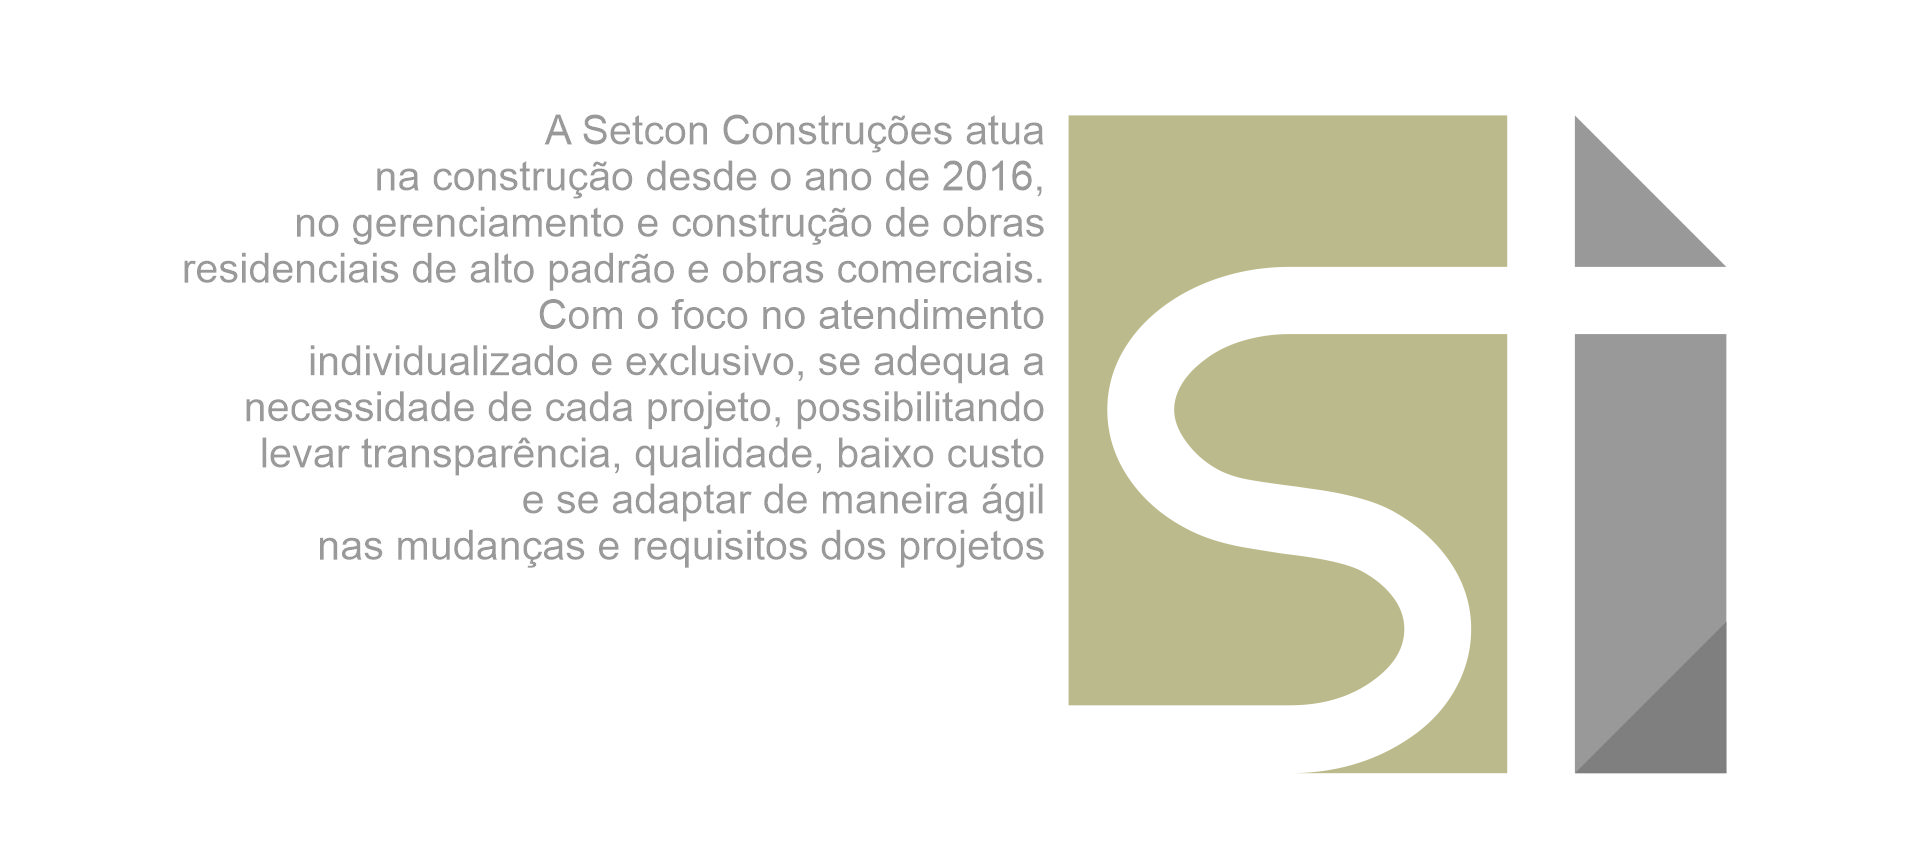 A Setcon Construções atua
na construção desde o ano de 2016,
no gerenciamento e construção de obras
residenciais de alto padrão e obras comerciais.
Com o foco no atendimento
individualizado e exclusivo, se adequa a
necessidade de cada projeto, possibilitando
levar transparência, qualidade, baixo custo
e se adaptar de maneira ágil
nas mudanças e requisitos dos projetos